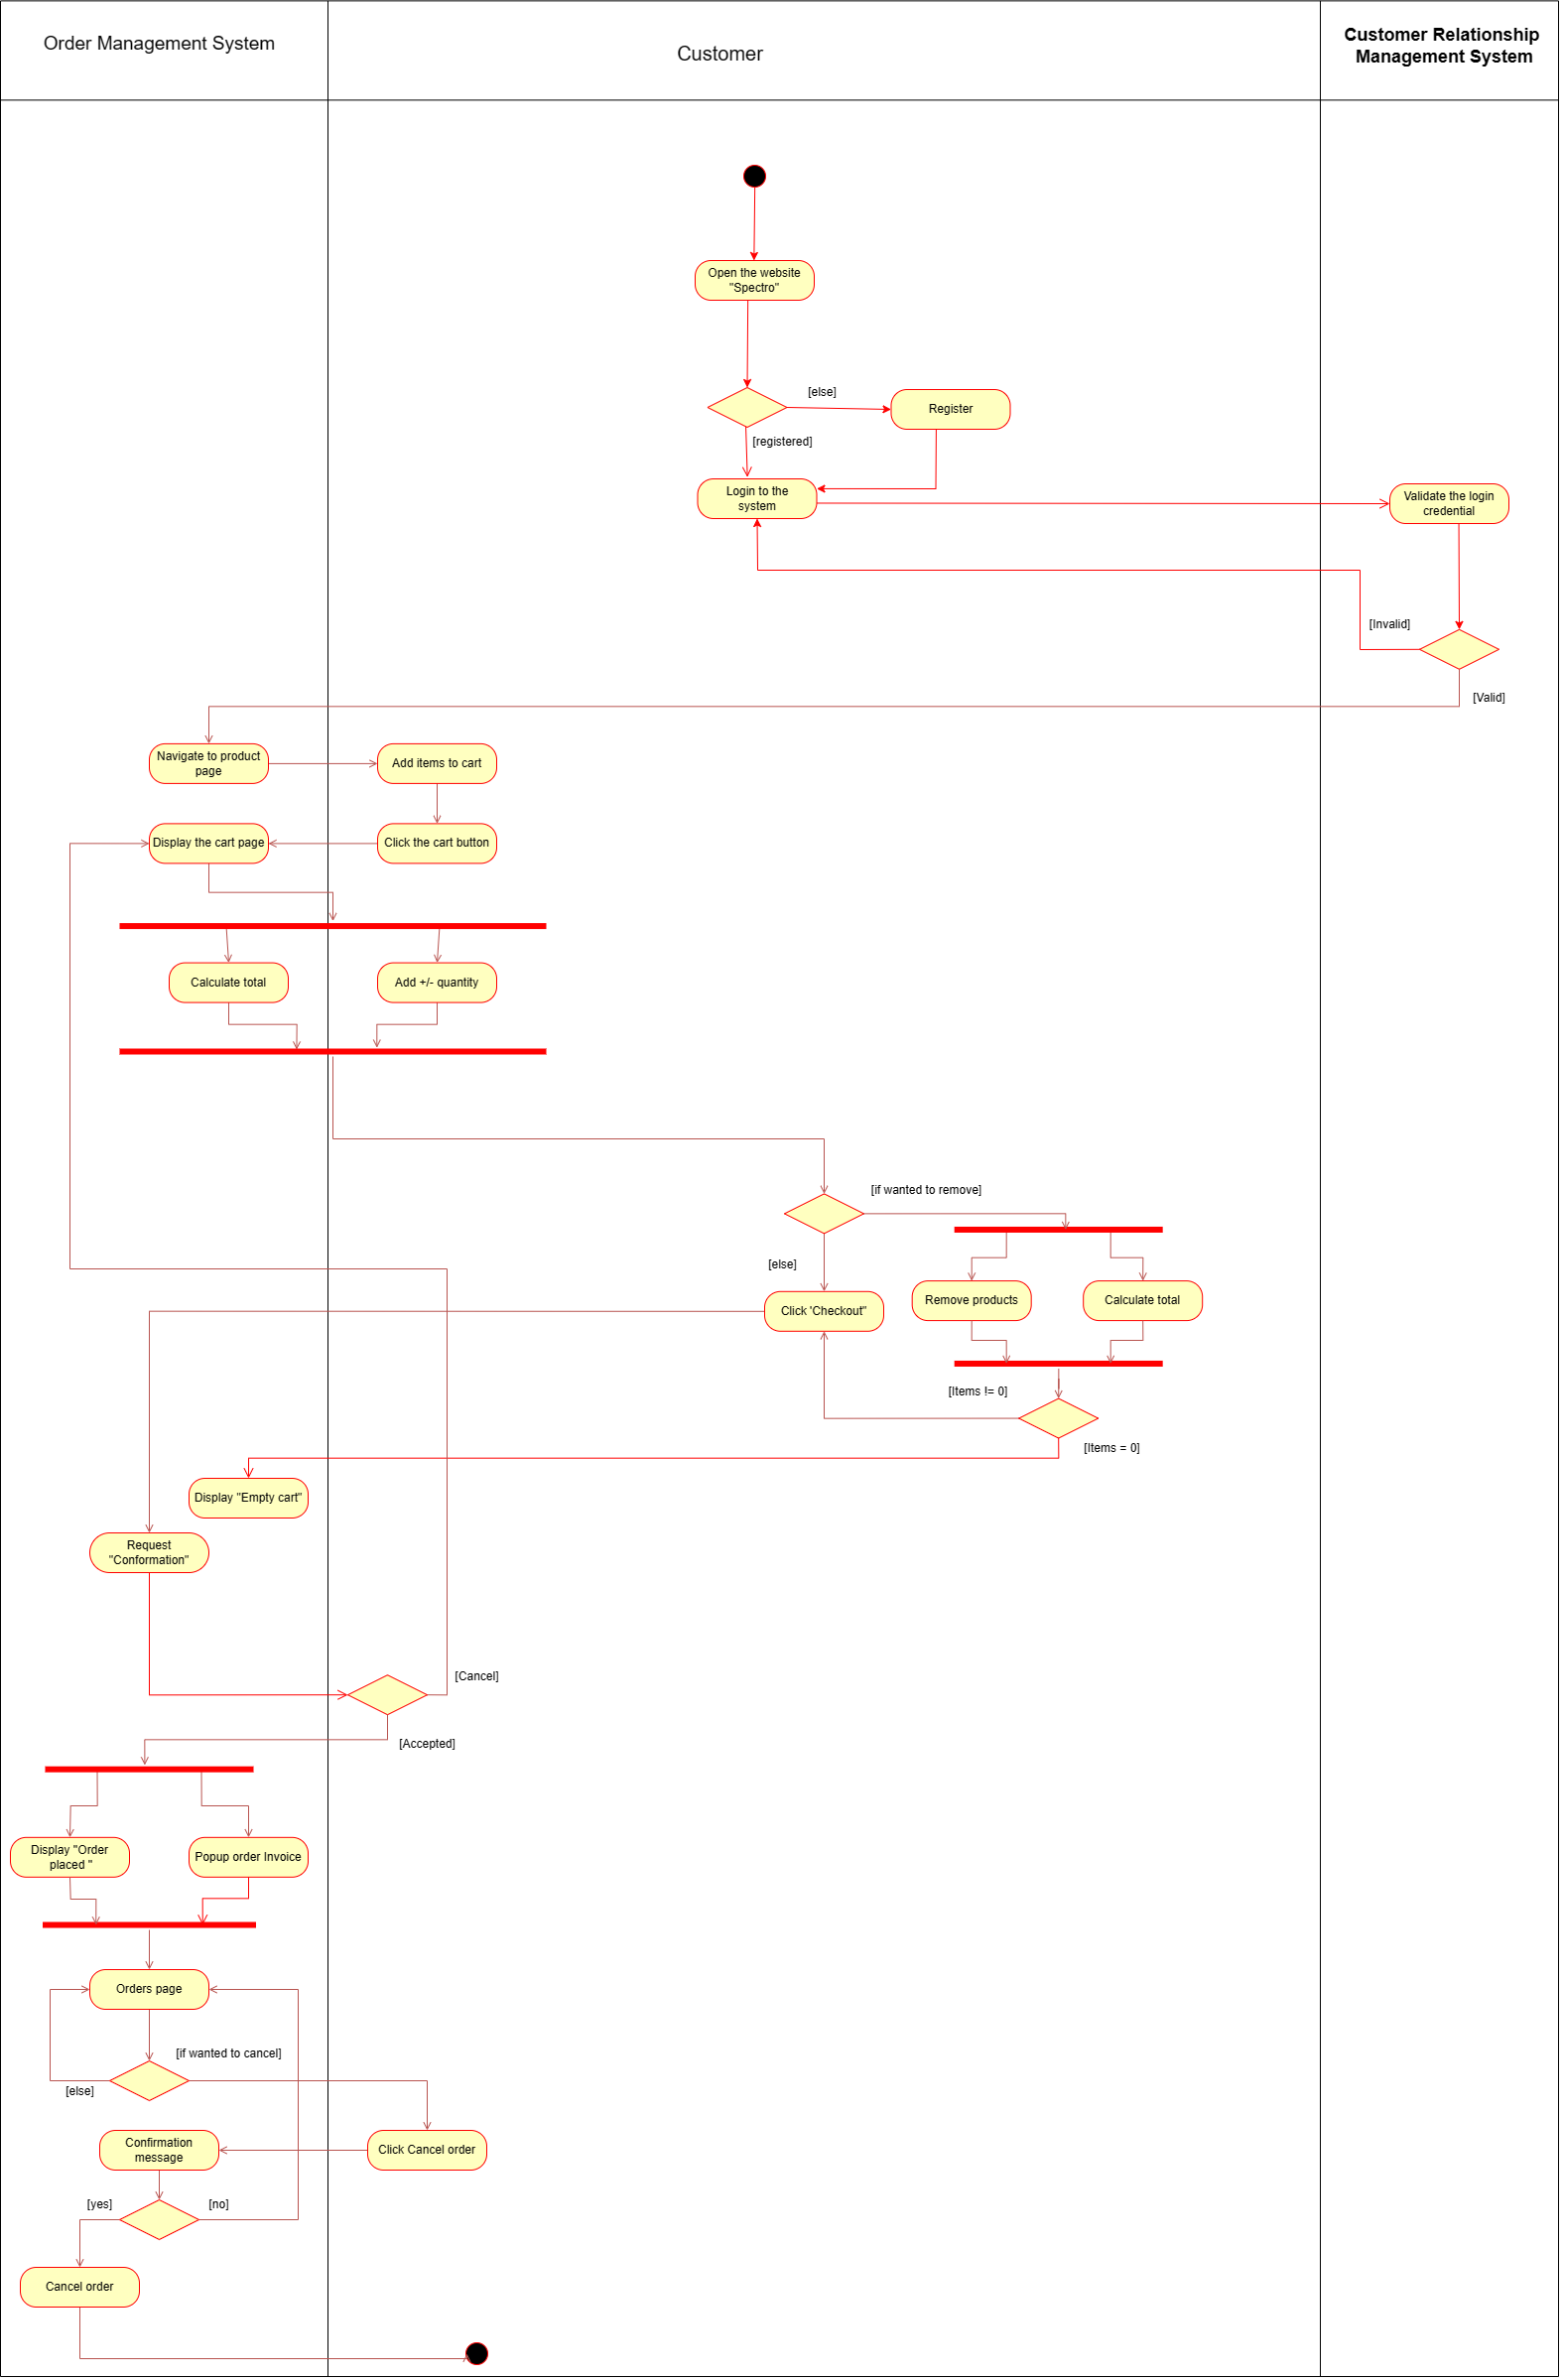 Order Management System
Customer
Customer Relationship
Management System
Open the website
"Spectro"
[else]
Register
[registered]
Login to the
system
Validate the login
credential
[Invalid]
[Valid]
Navigate to product
page
Add items to cart
Display the cart page
Click the cart button
Calculate total
Add +/- quantity
[if wanted to remove]
[else]
Click 'Checkout"
Remove products
Calculate total
[Items != 0]
[Items = 0]
Display "Empty cart"
Request
"Conformation"
[Cancel]
[Accepted]
Display "Order
placed "
Popup order Invoice
Orders page
[if wanted to cancel]
[else]
Confirmation
message
Click Cancel order
[yes]
[no]
Cancel order